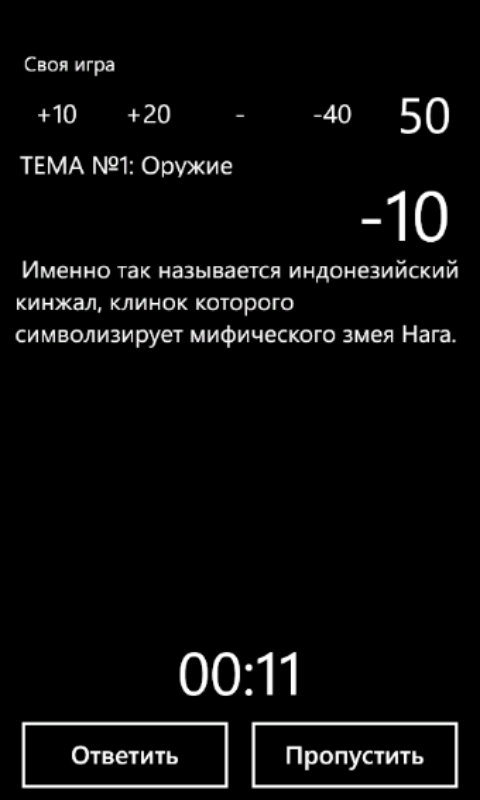 Своя игра
+10 +20 - -40 50
ТЕМА №1: Оружие
-10
Именно так называется индонезийский
кинжал, клинок которого
символизирует мифического змея Нага.
00:11
Ответить Пропустить